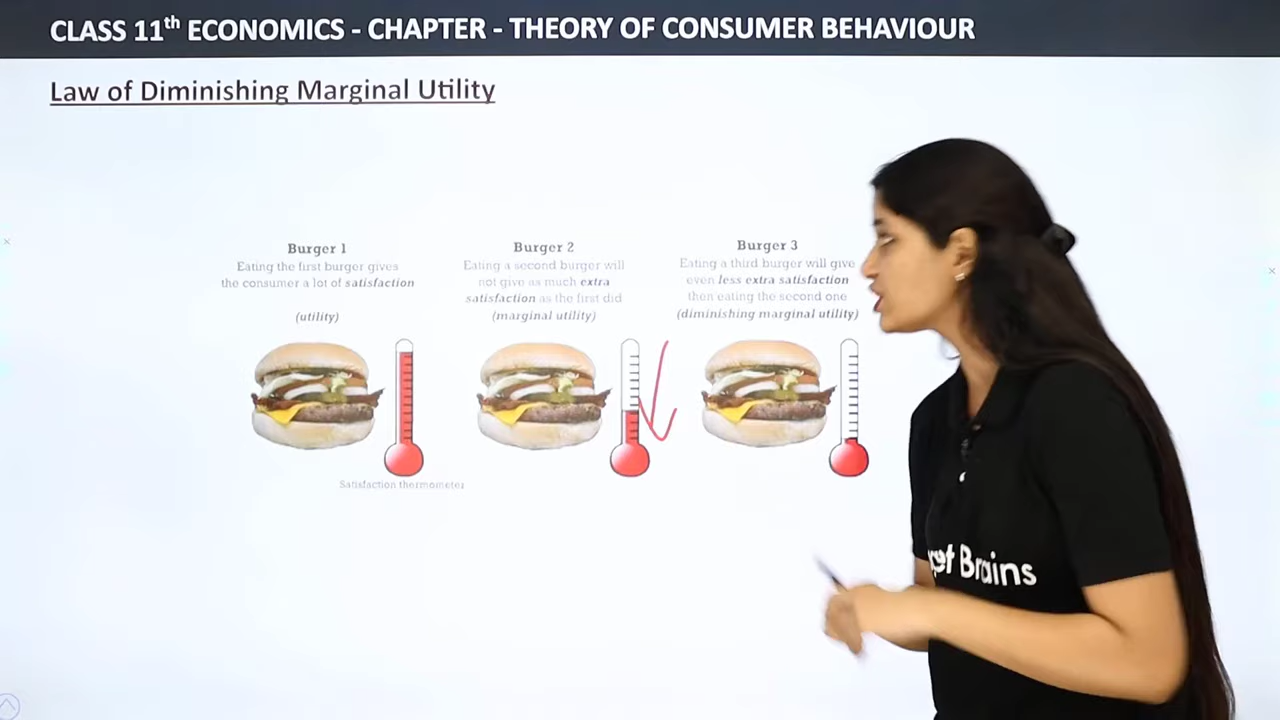 CLASS 11th ECONOMICS - CHAPTER - THEORY OF CONSUMER BEHAVIOUR
Law of Diminishing Marginal Utility
Burger 1
Eating the first burger gives
the consumer a lot of satisfaction
(utility)
Burger 2
Eating a second burger will
not give as much extra
satisfaction as the first did
(marginal utility)
Burger 3
Eating a third burger will give
even less extra satisfaction
then eating the second one
(diminishing marginal utility)
Satisfaction thermometer
Brains